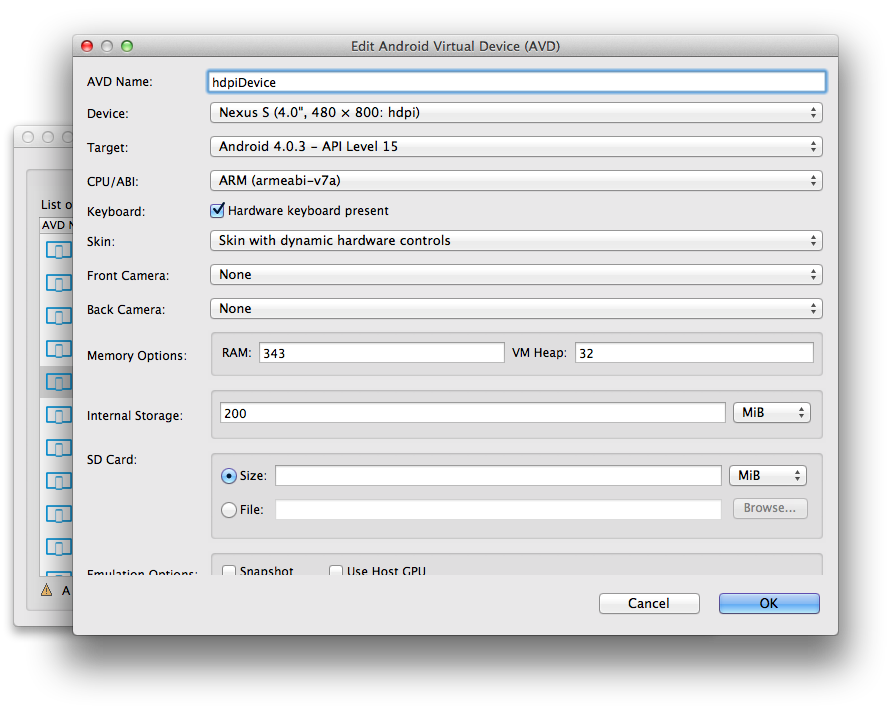 Edit Android Virtual Device (AVD)
AVD Name: hdpiDevice
Device: Nexus S (4.0", 480 × 800: hdpi)
Target: Android 4.0.3 – API Level 15
CPU/ABI: ARM (armeabi-v7a)
List o
Keyboard: Hardware keyboard present
AVD N
Skin: Skin with dynamic hardware controls
Front Camera: None
Back Camera: None
Memory Options: RAM: 343 VM Heap: 32
Internal Storage: 200 MiB
SD Card:
Size: MiB
File: Browse...
Emulation Options: Snapshot Use Host GPU
A
Cancel OK